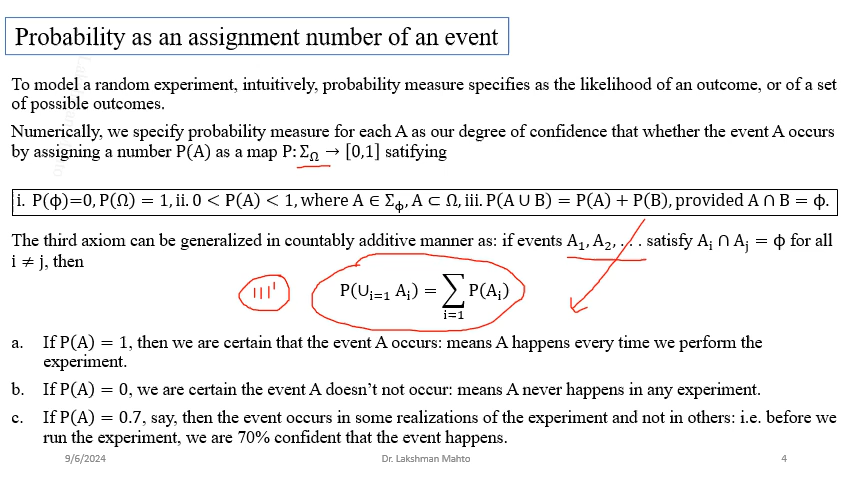 Probability as an assignment number of an event
To model a random experiment, intuitively, probability measure specifies as the likelihood of an outcome, or of a set
of possible outcomes.
Numerically, we specify probability measure for each A as our degree of confidence that whether the event A occurs
by assigning a number P(A) as a map P: Σ_Ω → [0,1] satifying
i. P(ϕ)=0, P(Ω) = 1, ii. 0 < P(A) < 1, where A ∈ Σ_ϕ, A ⊂ Ω, iii. P(A ∪ B) = P(A) + P(B), provided A ∩ B = ϕ.
The third axiom can be generalized in countably additive manner as: if events A₁, A₂, . . . satisfy Aᵢ ∩ Aⱼ = ϕ for all
i ≠ j, then
III' P(∪ᵢ₌₁ Aᵢ) = ∑ P(Aᵢ)
i=1
a. If P(A) = 1, then we are certain that the event A occurs: means A happens every time we perform the
experiment.
b. If P(A) = 0, we are certain the event A doesn't not occur: means A never happens in any experiment.
c. If P(A) = 0.7, say, then the event occurs in some realizations of the experiment and not in others: i.e. before we
run the experiment, we are 70% confident that the event happens.
9/6/2024 Dr. Lakshman Mahto 4